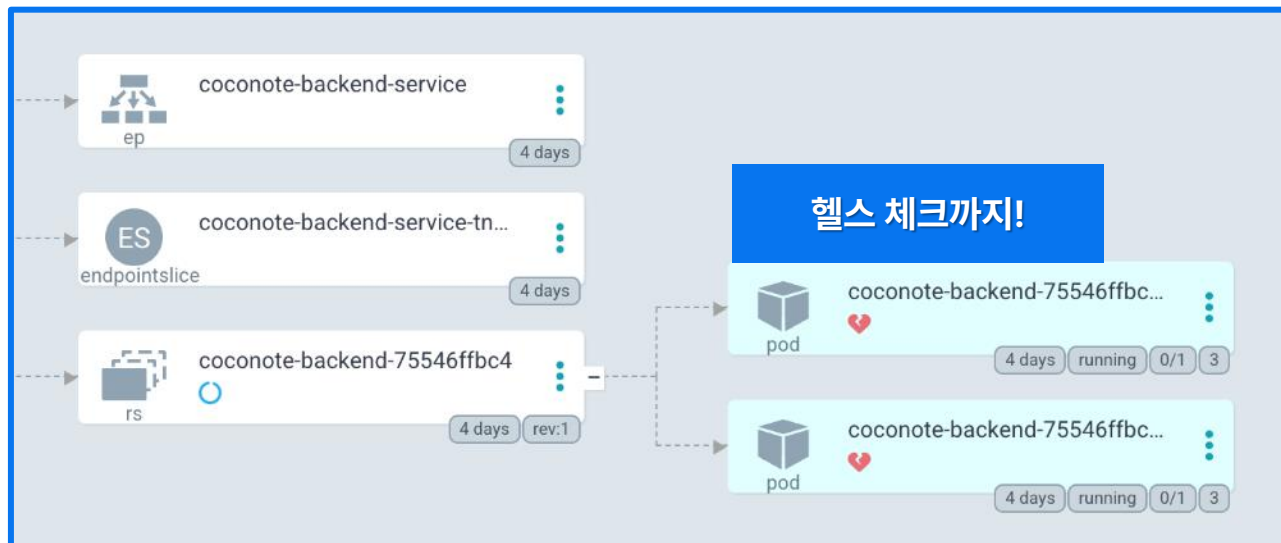 coconote-backend-service
ep
4 days
ES
coconote-backend-service-tn...
endpointslice
4 days
헬스 체크까지!
coconote-backend-75546ffbc4
rs
4 days rev:1
-
coconote-backend-75546ffbc...
pod
4 days running 0/1 3
coconote-backend-75546ffbc...
pod
4 days running 0/1 3